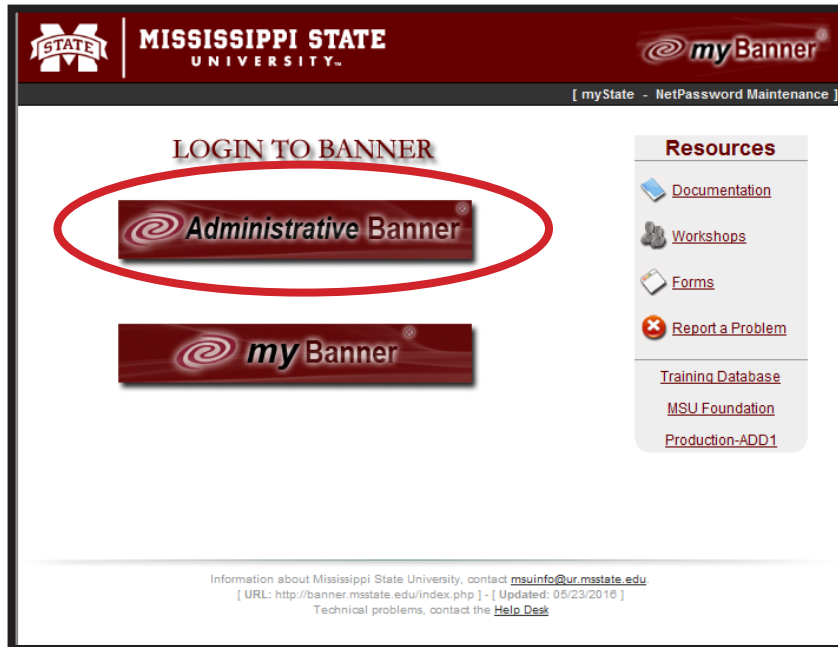 STATE
MISSISSIPPI STATE
UNIVERSITY™
myBanner®
[ myState - NetPassword Maintenance ]
LOGIN TO BANNER
Administrative Banner®
my Banner®
Resources
Documentation
Workshops
Forms
Report a Problem
Training Database
MSU Foundation
Production-ADD1
Information about Mississippi State University, contact msuinfo@ur.msstate.edu.
[ URL: http://banner.msstate.edu/index.php ] - [ Updated: 05/23/2016 ]
Technical problems, contact the Help Desk